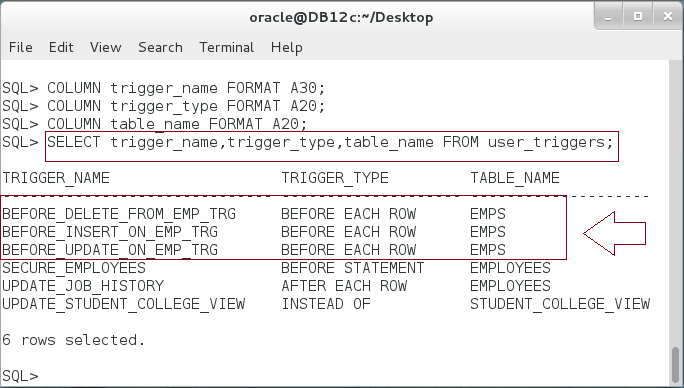 oracle@DB12c:~/Desktop
File Edit View Search Terminal Help
SQL> COLUMN trigger_name FORMAT A30;
SQL> COLUMN trigger_type FORMAT A20;
SQL> COLUMN table_name FORMAT A20;
SQL> SELECT trigger_name,trigger_type,table_name FROM user_triggers;
TRIGGER_NAME TRIGGER_TYPE TABLE_NAME
------------------------------ -------------------- --------------------
BEFORE_DELETE_FROM_EMP_TRG BEFORE EACH ROW EMPS
BEFORE_INSERT_ON_EMP_TRG BEFORE EACH ROW EMPS
BEFORE_UPDATE_ON_EMP_TRG BEFORE EACH ROW EMPS
SECURE_EMPLOYEES BEFORE STATEMENT EMPLOYEES
UPDATE_JOB_HISTORY AFTER EACH ROW EMPLOYEES
UPDATE_STUDENT_COLLEGE_VIEW INSTEAD OF STUDENT_COLLEGE_VIEW
6 rows selected.
SQL>